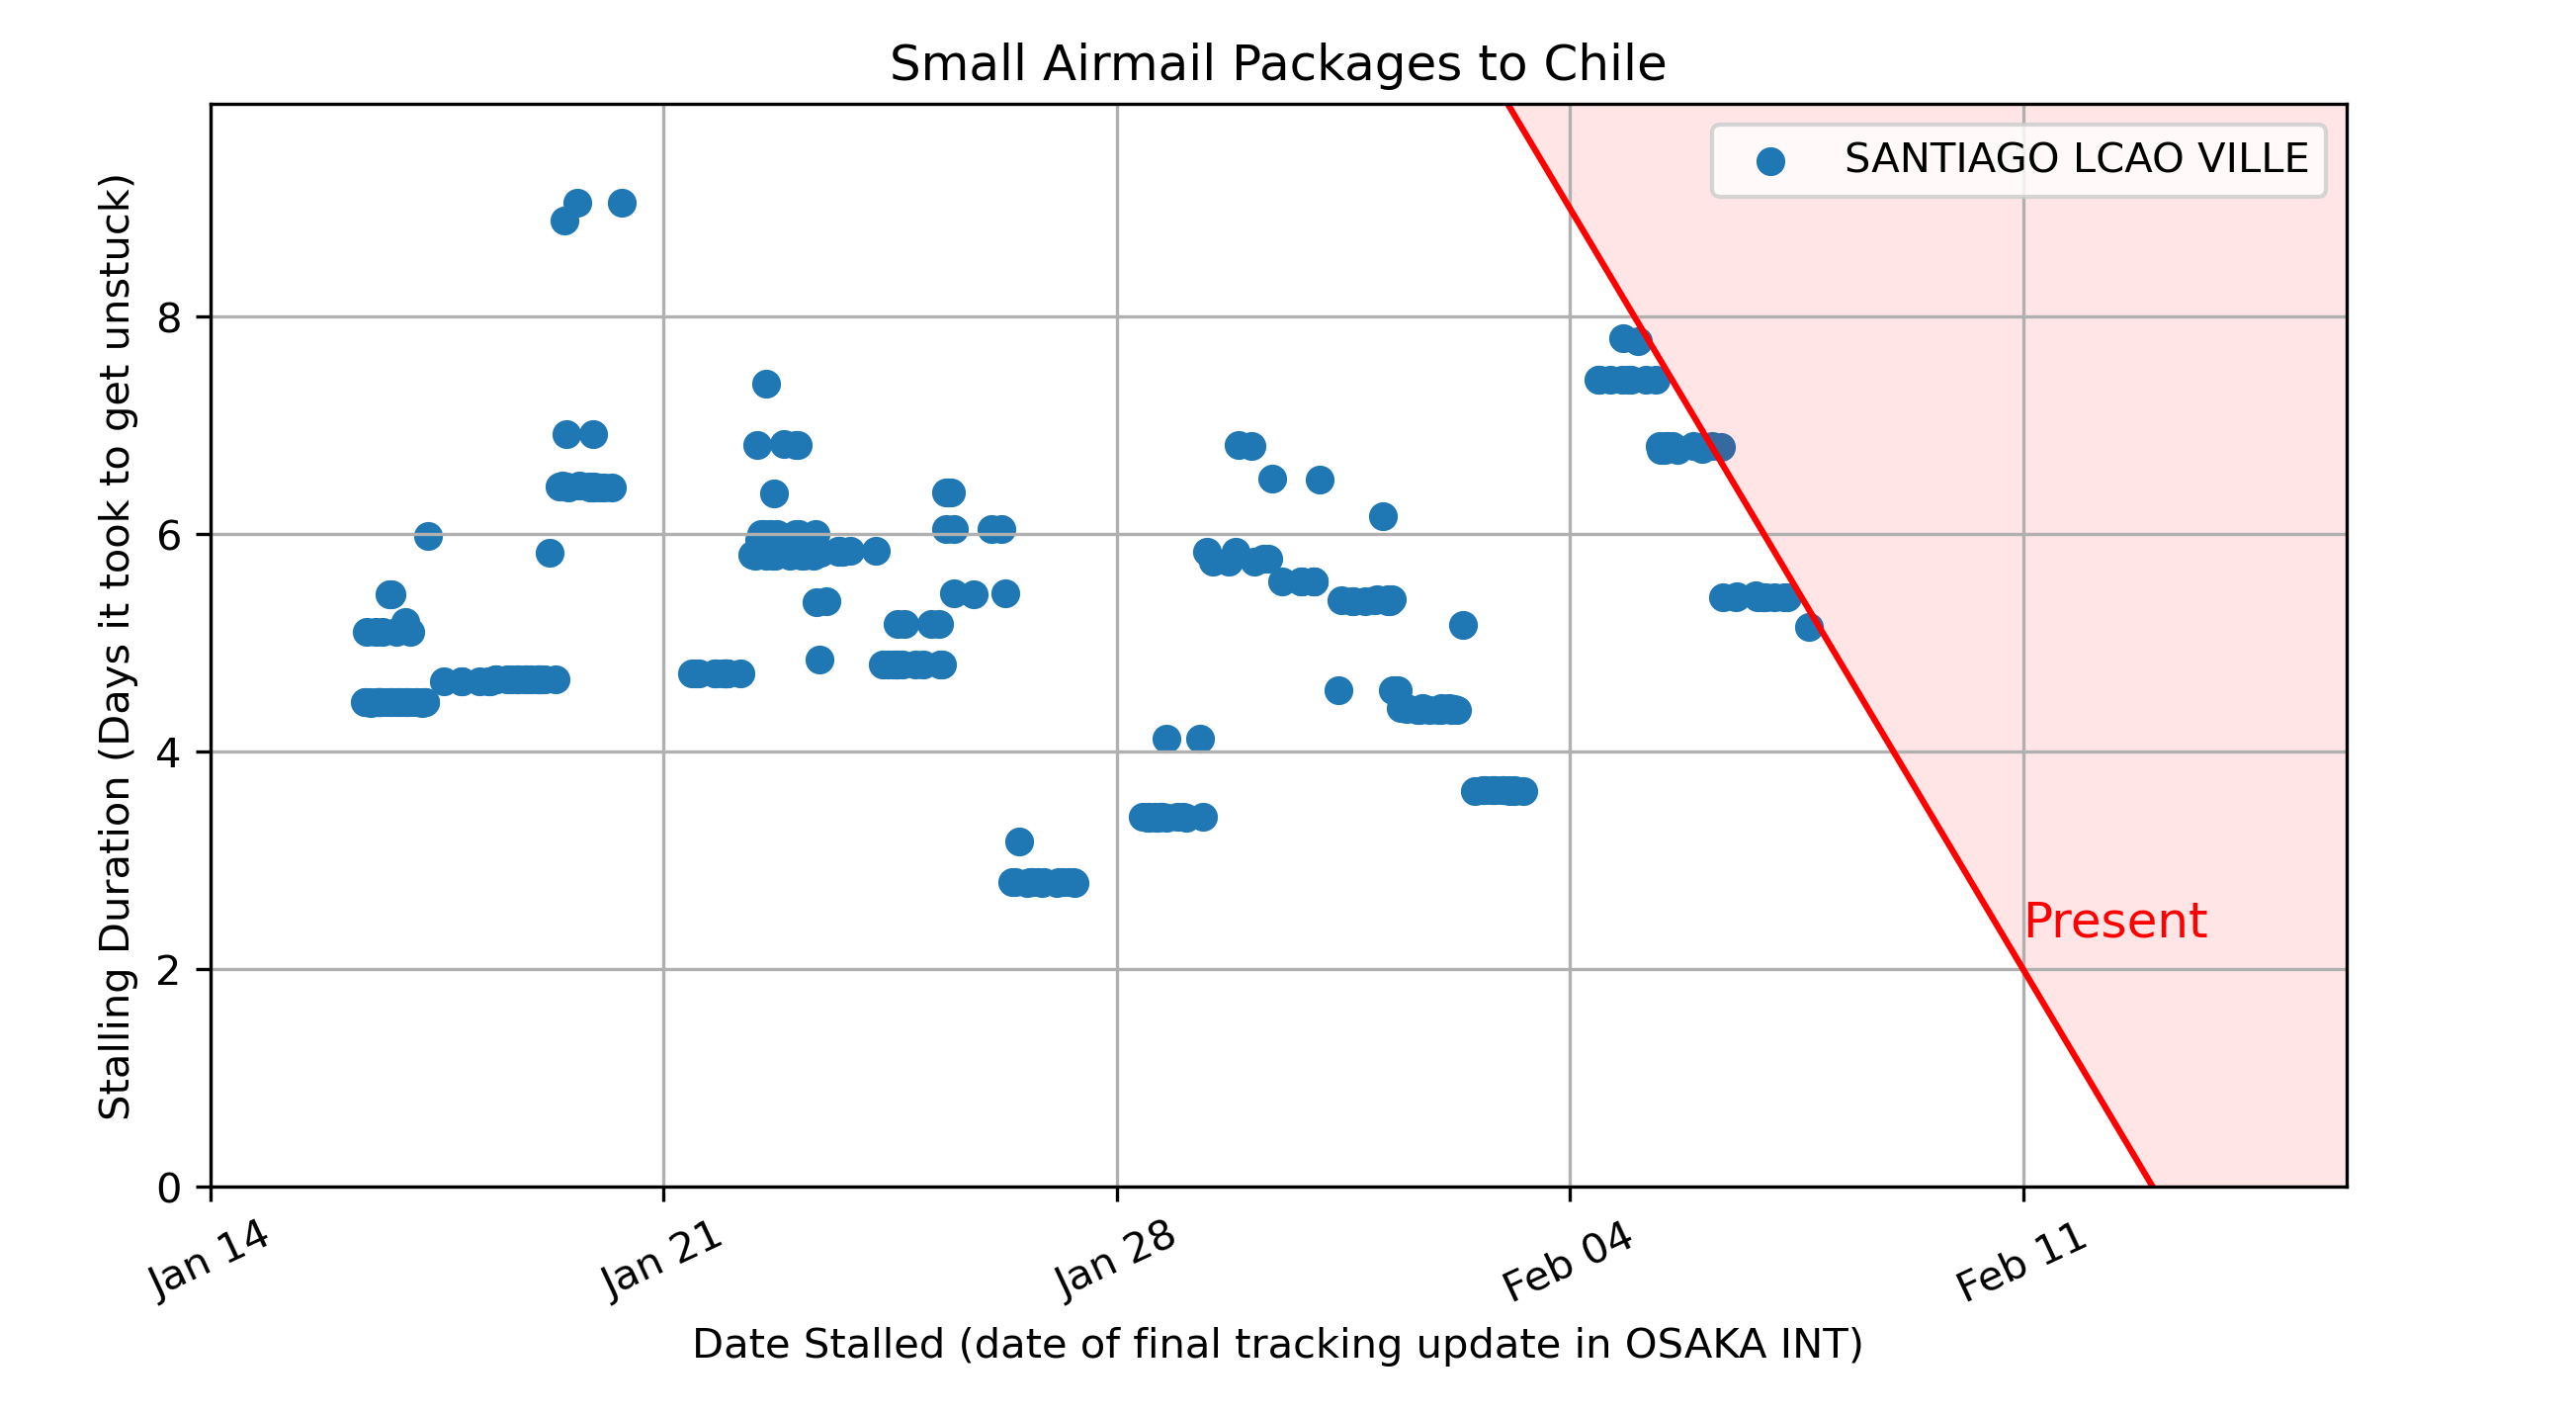 Small Airmail Packages to Chile
SANTIAGO LCAO VILLE
Stalling Duration (Days it took to get unstuck)
8
6
4
2
0
Present
Jan 14
Jan 21
Jan 28
Feb 04
Feb 11
Date Stalled (date of final tracking update in OSAKA INT)